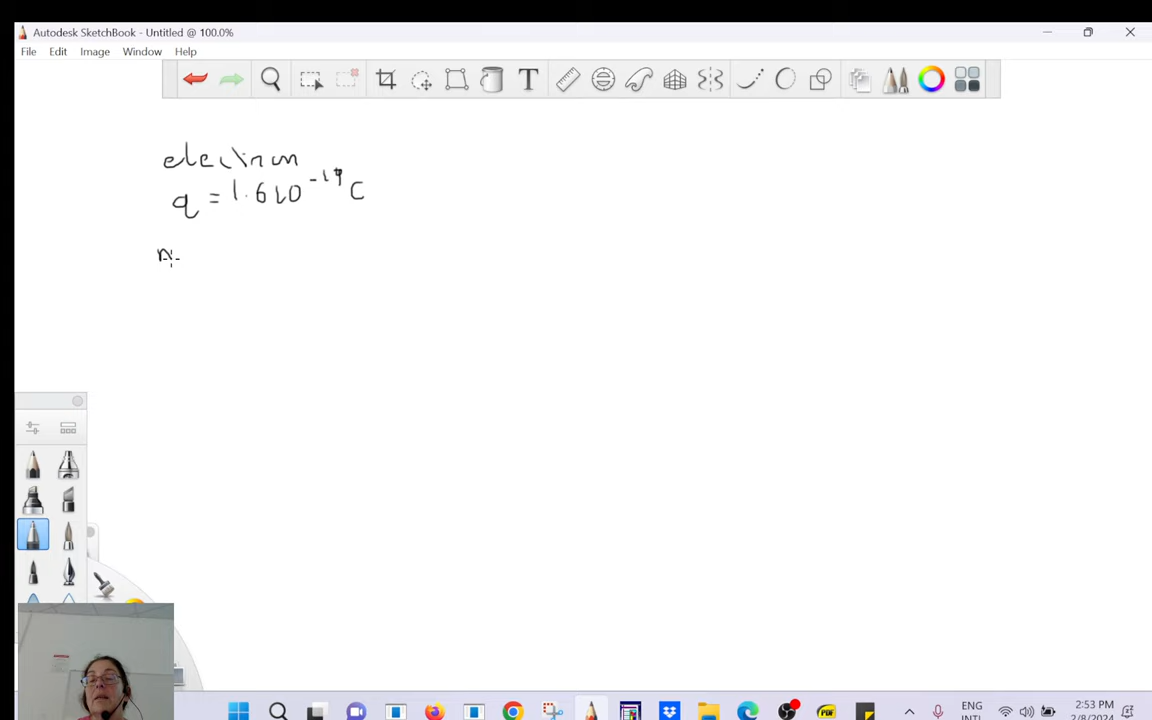 Autodesk SketchBook - Untitled @ 100.0%
File Edit Image Window Help
electron
q = 1.6 10⁻¹⁹ C
ENG
INTL
2:53 PM